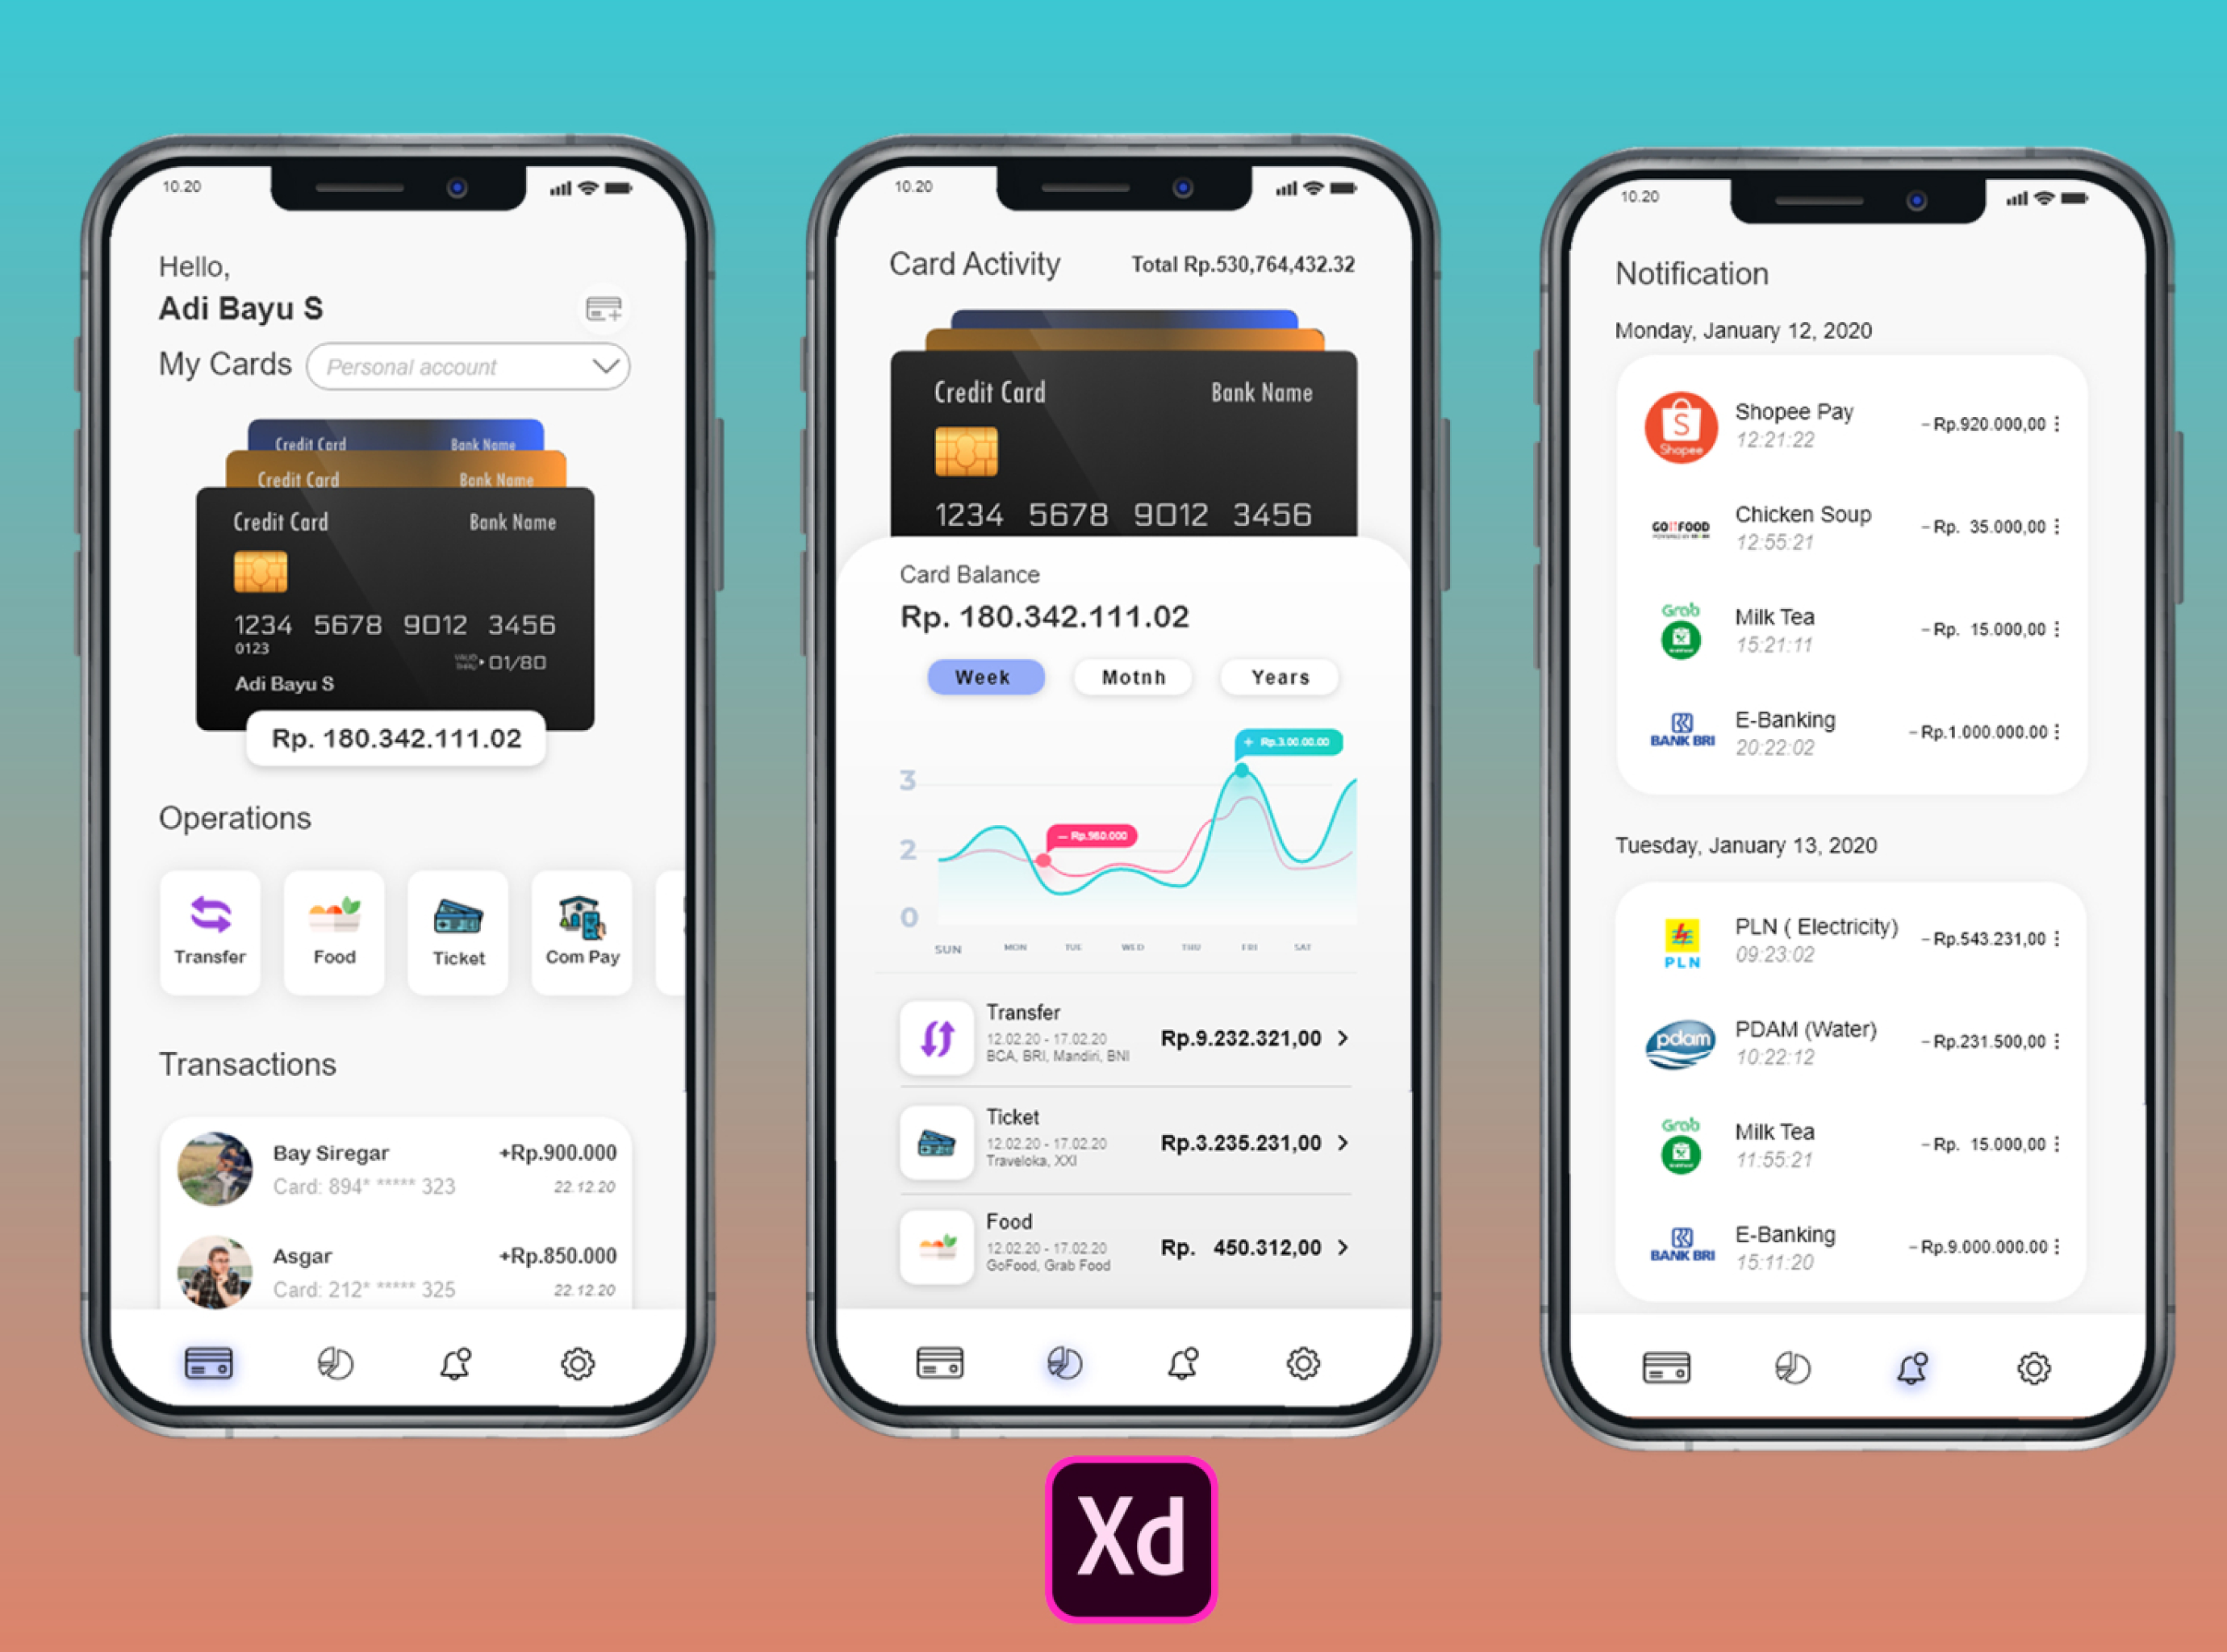 10.20
Hello,
Adi Bayu S
My Cards
Personal account
Credit Card Bank Name
Credit Card Bank Name
Credit Card Bank Name
1234 5678 9012 3456
0123
VALID THRU 01/80
Adi Bayu S
Rp. 180.342.111.02
Operations
Transfer Food Ticket Com Pay
Transactions
Bay Siregar +Rp.900.000
Card: 894* ***** 323 22.12.20
Asgar +Rp.850.000
Card: 212* ***** 325 22.12.20
10.20
Card Activity Total Rp.530,764,432.32
Credit Card Bank Name
1234 5678 9012 3456
Card Balance
Rp. 180.342.111.02
Week Motnh Years
+ Rp.3.00.00.00
3
— Rp.960.000
2
0
SUN MON TUE WED THU FRI SAT
Transfer
12.02.20 - 17.02.20
BCA, BRI, Mandiri, BNI
Rp.9.232.321,00
Ticket
12.02.20 - 17.02.20
Traveloka, XXI
Rp.3.235.231,00
Food
12.02.20 - 17.02.20
GoFood, Grab Food
Rp. 450.312,00
10.20
Notification
Monday, January 12, 2020
S
Shopee
Shopee Pay
12:21:22
-Rp.920.000,00
GOFOOD
Chicken Soup
12:55:21
-Rp. 35.000,00
Grab
Milk Tea
15:21:11
-Rp. 15.000,00
BANK BRI
E-Banking
20:22:02
-Rp.1.000.000.00
Tuesday, January 13, 2020
PLN
PLN ( Electricity)
09:23:02
-Rp.543.231,00
pdam
PDAM (Water)
10:22:12
-Rp.231.500,00
Grab
Milk Tea
11:55:21
-Rp. 15.000,00
BANK BRI
E-Banking
15:11:20
-Rp.9.000.000.00
Xd